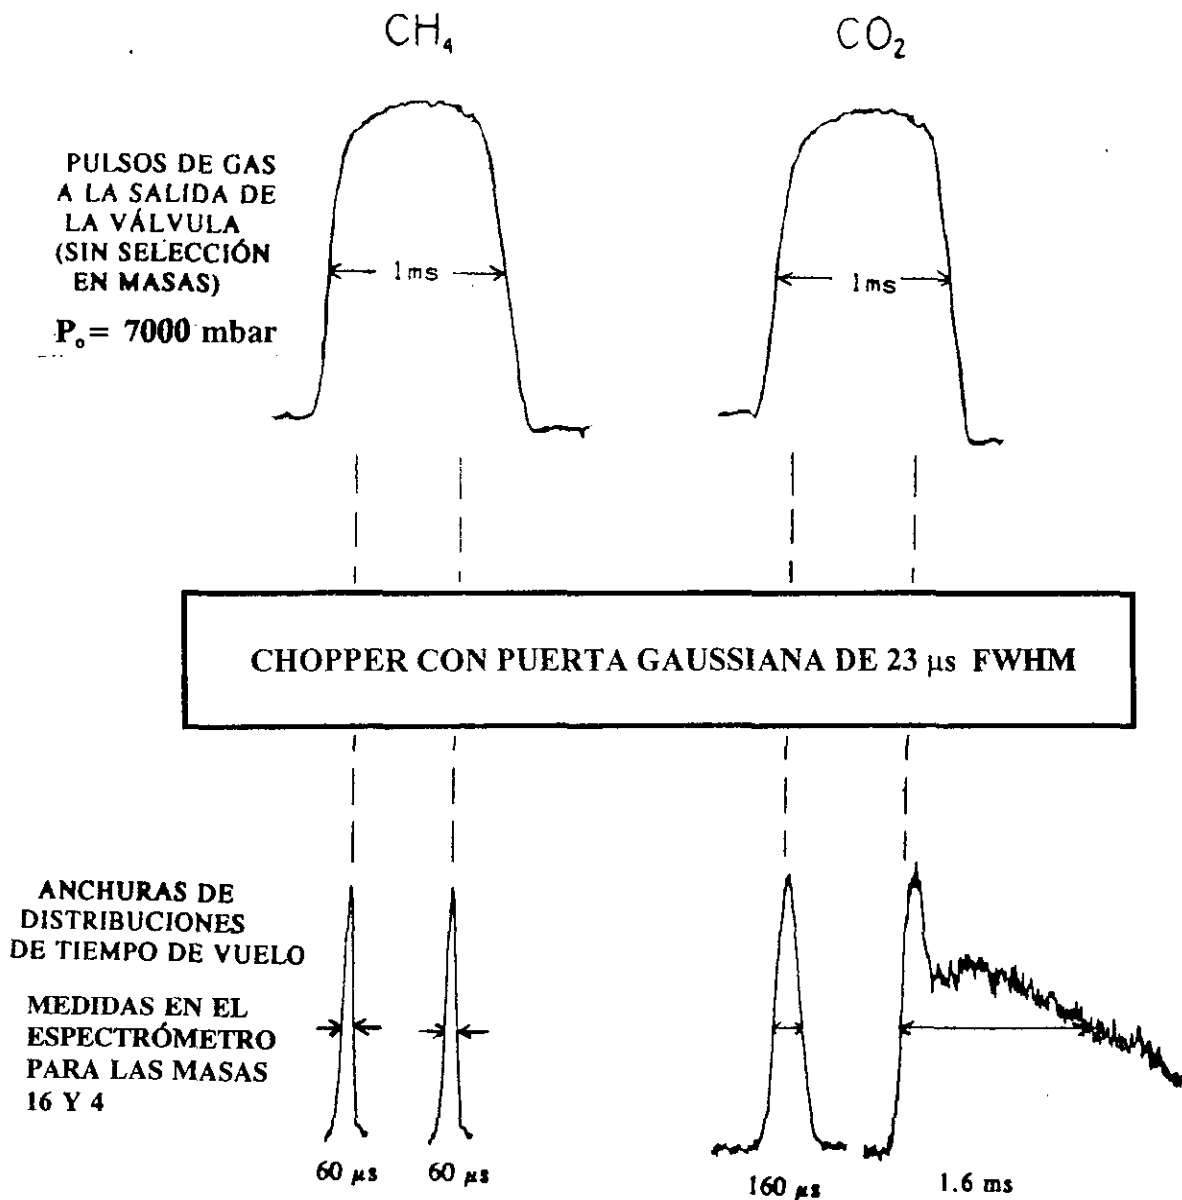 CH₄
CO₂
PULSOS DE GAS
A LA SALIDA DE
LA VÁLVULA
(SIN SELECCIÓN
EN MASAS)
Pₒ= 7000 mbar
1ms
1ms
CHOPPER CON PUERTA GAUSSIANA DE 23 μs FWHM
ANCHURAS DE
DISTRIBUCIONES
DE TIEMPO DE VUELO
MEDIDAS EN EL
ESPECTRÓMETRO
PARA LAS MASAS
16 Y 4
60 μs
60 μs
160 μs
1.6 ms